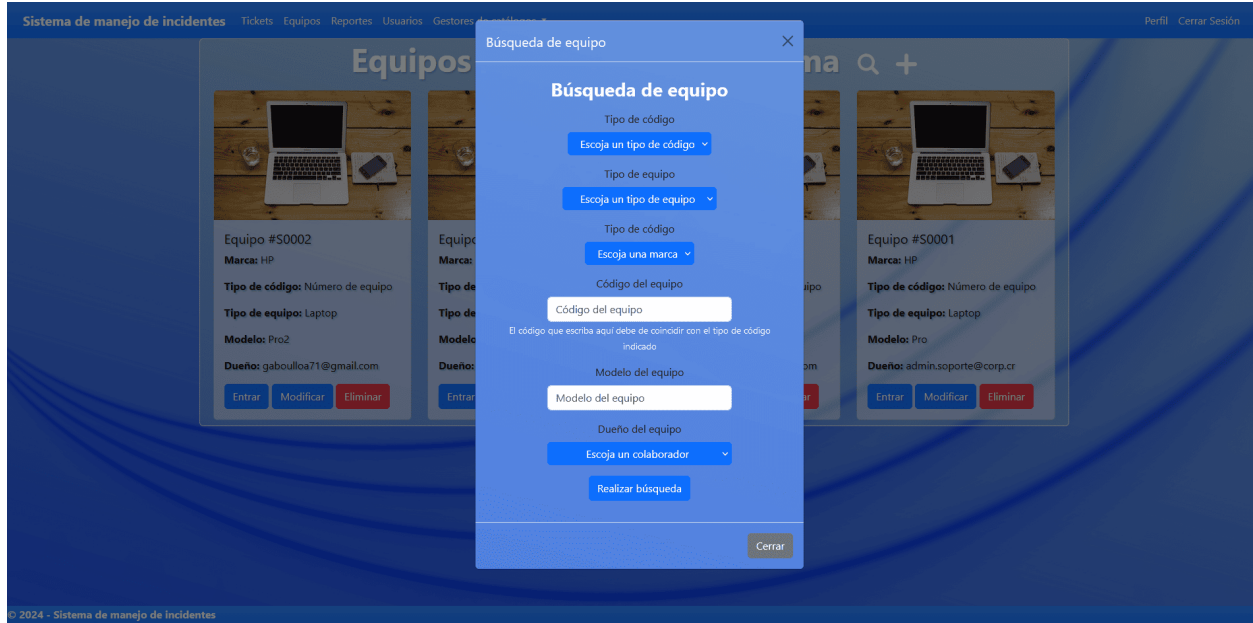 Sistema de manejo de incidentes Tickets Equipos Reportes Usuarios Gestores de catálogos Perfil Cerrar Sesión
Equipos
Búsqueda de equipo
Búsqueda de equipo
Tipo de código
Escoja un tipo de código
Tipo de equipo
Escoja un tipo de equipo
Tipo de código
Escoja una marca
Código del equipo
Código del equipo
El código que escriba aquí debe de coincidir con el tipo de código
indicado
Modelo del equipo
Modelo del equipo
Dueño del equipo
Escoja un colaborador
Realizar búsqueda
Cerrar
Equipo #S0002
Marca: HP
Tipo de código: Número de equipo
Tipo de equipo: Laptop
Modelo: Pro2
Dueño: gaboulloa71@gmail.com
Entrar Modificar Eliminar
Marca:
Dueño:
Equipo #S0001
Marca: HP
Tipo de código: Número de equipo
Tipo de equipo: Laptop
Modelo: Pro
Dueño: admin.soporte@corp.cr
Entrar Modificar Eliminar
© 2024 - Sistema de manejo de incidentes